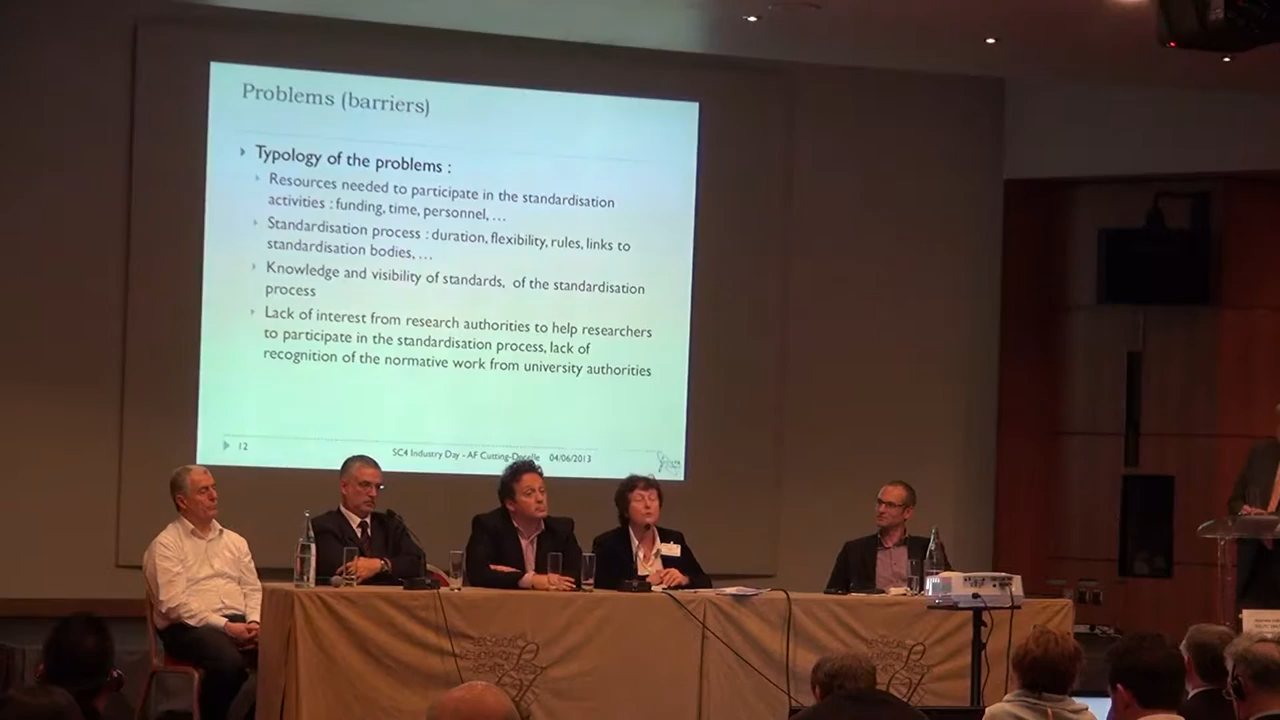 Problems (barriers)
Typology of the problems :
Resources needed to participate in the standardisation
activities : funding, time, personnel, ...
Standardisation process : duration, flexibility, rules, links to
standardisation bodies, ...
Knowledge and visibility of standards, of the standardisation
process
Lack of interest from research authorities to help researchers
to participate in the standardisation process, lack of
recognition of the normative work from university authorities
12
SC4 Industry Day - AF Cutting-Decelle 04/06/2013